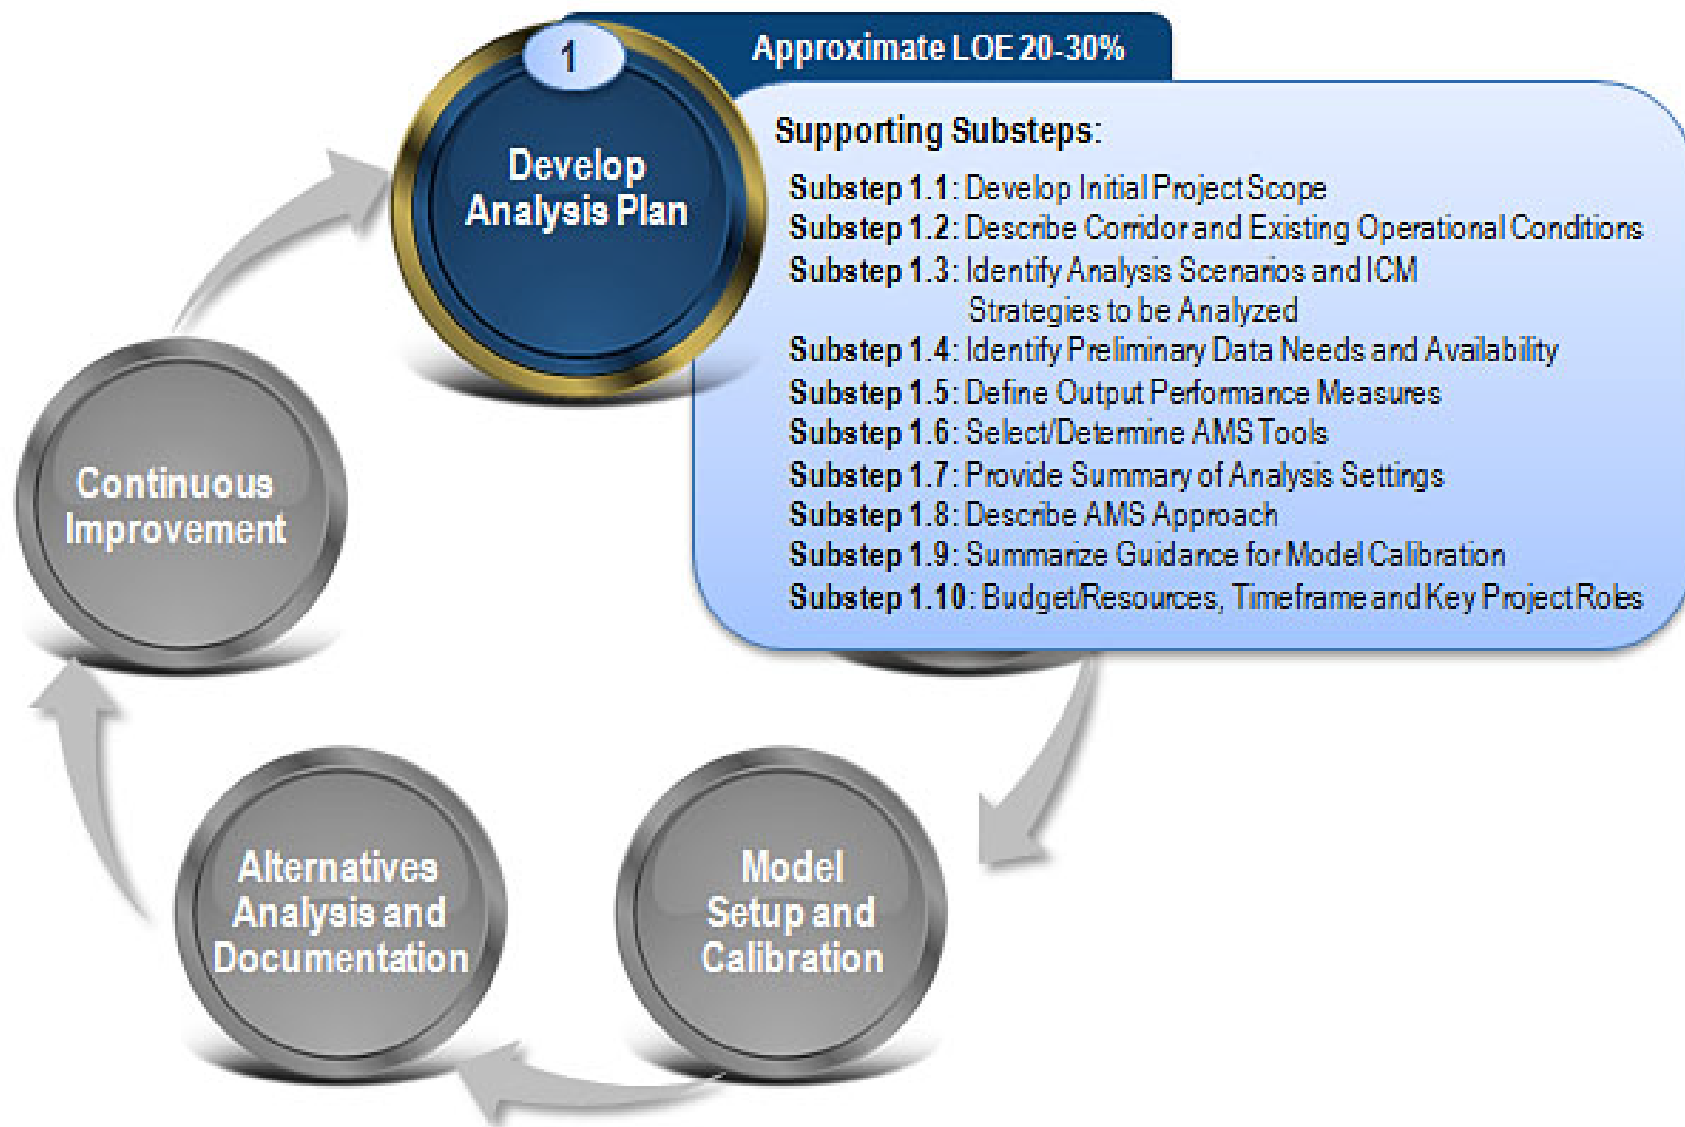 1
Approximate LOE 20-30%
Develop
Analysis Plan
Supporting Substeps:
Substep 1.1: Develop Initial Project Scope
Substep 1.2: Describe Corridor and Existing Operational Conditions
Substep 1.3: Identify Analysis Scenarios and ICM
Strategies to be Analyzed
Substep 1.4: Identify Preliminary Data Needs and Availability
Substep 1.5: Define Output Performance Measures
Substep 1.6: Select/Determine AMS Tools
Substep 1.7: Provide Summary of Analysis Settings
Substep 1.8: Describe AMS Approach
Substep 1.9: Summarize Guidance for Model Calibration
Substep 1.10: Budget/Resources, Timeframe and Key Project Roles
Continuous
Improvement
Alternatives
Analysis and
Documentation
Model
Setup and
Calibration